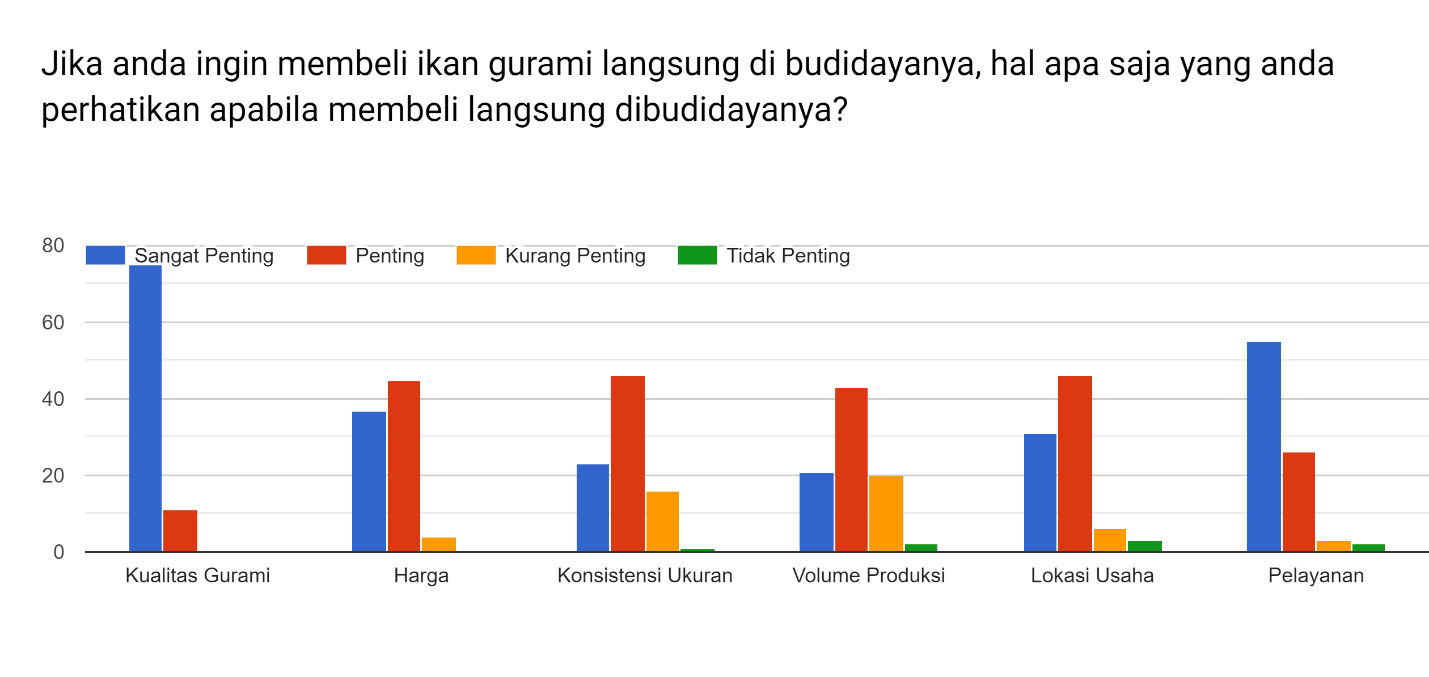 Jika anda ingin membeli ikan gurami langsung di budidayanya, hal apa saja yang anda
perhatikan apabila membeli langsung dibudidayanya?
80
Sangat Penting Penting Kurang Penting Tidak Penting
60
40
20
0
Kualitas Gurami Harga Konsistensi Ukuran Volume Produksi Lokasi Usaha Pelayanan